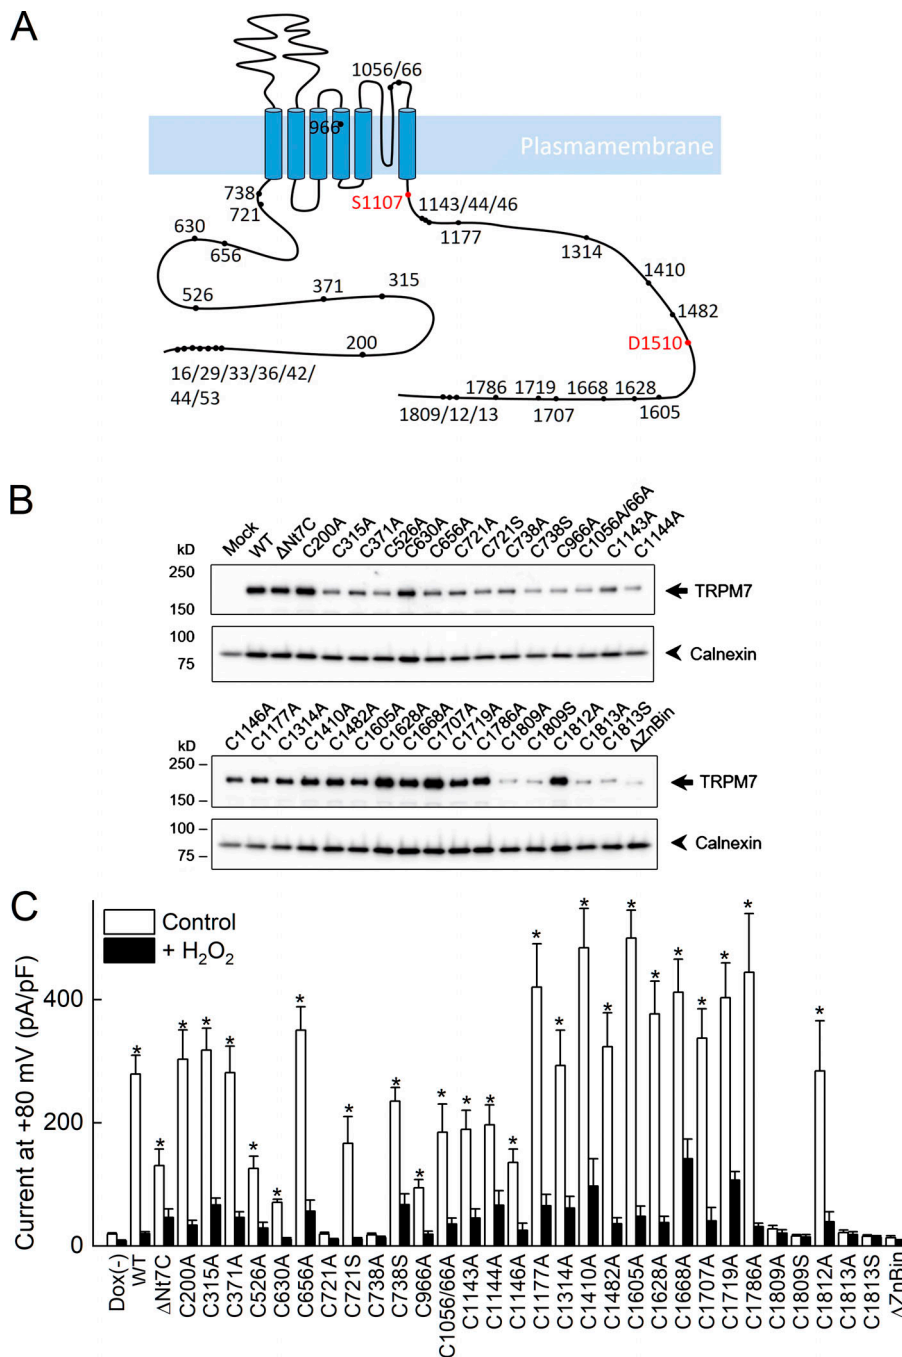 A
1056/66
966
Plasmamembrane
738
721
S1107
1143/44/46
1177
630
656
1314
1410
526
371
315
1482
D1510
200
16/29/33/36/42/
44/53
1786 1719 1668 1628
1809/12/13 1707 1605
B
Mock WT ΔNt7C C200A C315A C371A C526A C630A C656A C721A C721S C738A C738S C966A C1056A/66A C1143A C1144A
kD
250
150
TRPM7
100
75
Calnexin
C1146A C1177A C1314A C1410A C1482A C1605A C1628A C1668A C1707A C1719A C1786A C1809A C1809S C1812A C1813A C1813S ΔZnBin
kD
250
150
TRPM7
100
75
Calnexin
C
Control
+ H2O2
Current at +80 mV (pA/pF)
400
200
0
* * * * * * * * * * * * * * * * * * * * * * * * * *
Dox(-) WT ΔNt7C C200A C315A C371A C526A C630A C656A C721A C721S C738A C738S C966A C1056/66A C1143A C1144A C1146A C1177A C1314A C1410A C1482A C1605A C1628A C1668A C1707A C1719A C1786A C1809A C1809S C1812A C1813A C1813S ΔZnBin